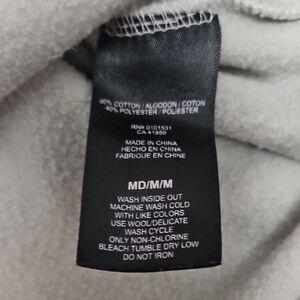 60% COTTON / ALGODON / COTON
40% POLYESTER / POLIESTER
RN# 0101531
CA 41850
MADE IN CHINA
HECHO EN CHINA
FABRIQUE EN CHINE
MD/M/M
WASH INSIDE OUT
MACHINE WASH COLD
WITH LIKE COLORS
USE WOOL/DELICATE
WASH CYCLE
ONLY NON-CHLORINE
BLEACH TUMBLE DRY LOW
DO NOT IRON